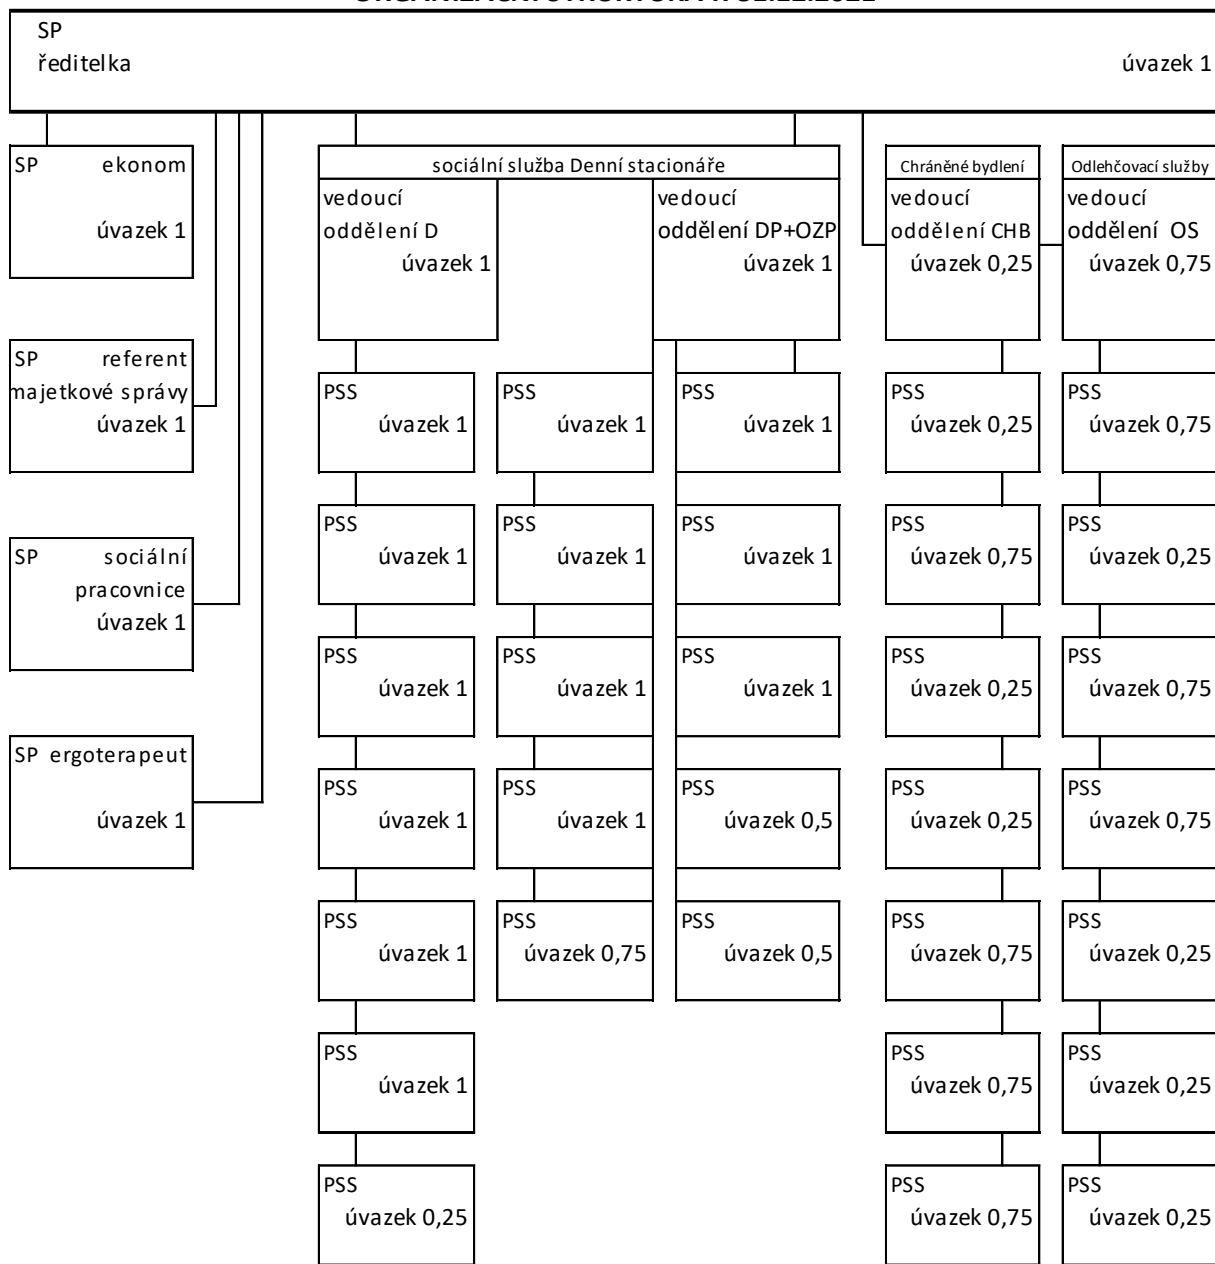 SP
ředitelka úvazek 1
SP ekonom
úvazek 1
SP referent
majetkové správy
úvazek 1
SP sociální
pracovnice
úvazek 1
SP ergoterapeut
úvazek 1
sociální služba Denní stacionáře
vedoucí
oddělení D
úvazek 1
vedoucí
oddělení DP+OZP
úvazek 1
PSS
úvazek 1
PSS
úvazek 1
PSS
úvazek 1
PSS
úvazek 1
PSS
úvazek 1
PSS
úvazek 1
PSS
úvazek 0,25
PSS
úvazek 1
PSS
úvazek 1
PSS
úvazek 1
PSS
úvazek 1
PSS
úvazek 0,75
PSS
úvazek 1
PSS
úvazek 1
PSS
úvazek 1
PSS
úvazek 0,5
PSS
úvazek 0,5
Chráněné bydlení
vedoucí
oddělení CHB
úvazek 0,25
PSS
úvazek 0,25
PSS
úvazek 0,75
PSS
úvazek 0,25
PSS
úvazek 0,25
PSS
úvazek 0,75
PSS
úvazek 0,75
PSS
úvazek 0,75
Odlehčovací služby
vedoucí
oddělení OS
úvazek 0,75
PSS
úvazek 0,75
PSS
úvazek 0,25
PSS
úvazek 0,75
PSS
úvazek 0,75
PSS
úvazek 0,25
PSS
úvazek 0,25
PSS
úvazek 0,25